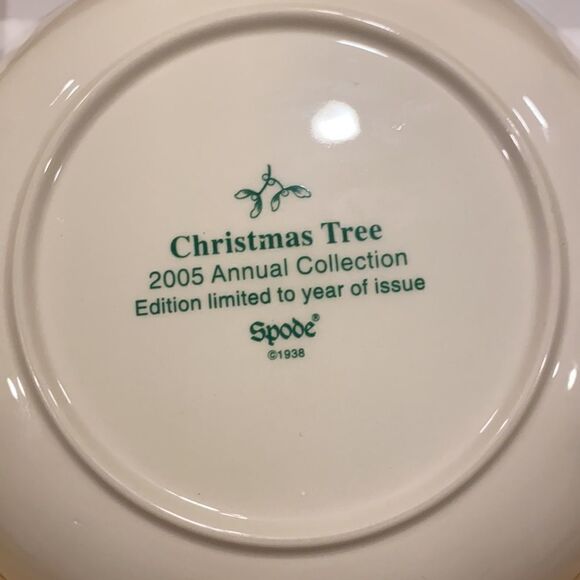 Christmas Tree
2005 Annual Collection
Edition limited to year of issue
Spode®
©1938